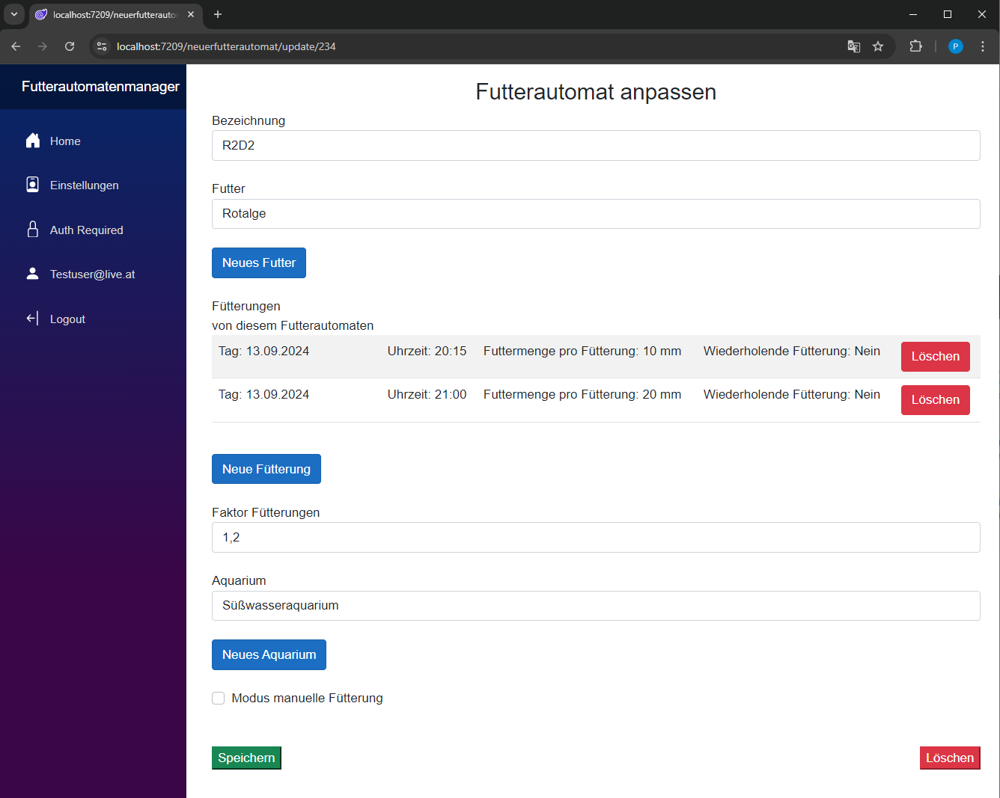 localhost:7209/neuerfutterauto
localhost:7209/neuerfutterautomat/update/234
P
Futterautomatenmanager
Home
Einstellungen
Auth Required
Testuser@live.at
Logout
Futterautomat anpassen
Bezeichnung
R2D2
Futter
Rotalge
Neues Futter
Fütterungen
von diesem Futterautomaten
Tag: 13.09.2024 Uhrzeit: 20:15 Futtermenge pro Fütterung: 10 mm Wiederholende Fütterung: Nein Löschen
Tag: 13.09.2024 Uhrzeit: 21:00 Futtermenge pro Fütterung: 20 mm Wiederholende Fütterung: Nein Löschen
Neue Fütterung
Faktor Fütterungen
1,2
Aquarium
Süßwasseraquarium
Neues Aquarium
Modus manuelle Fütterung
Speichern Löschen